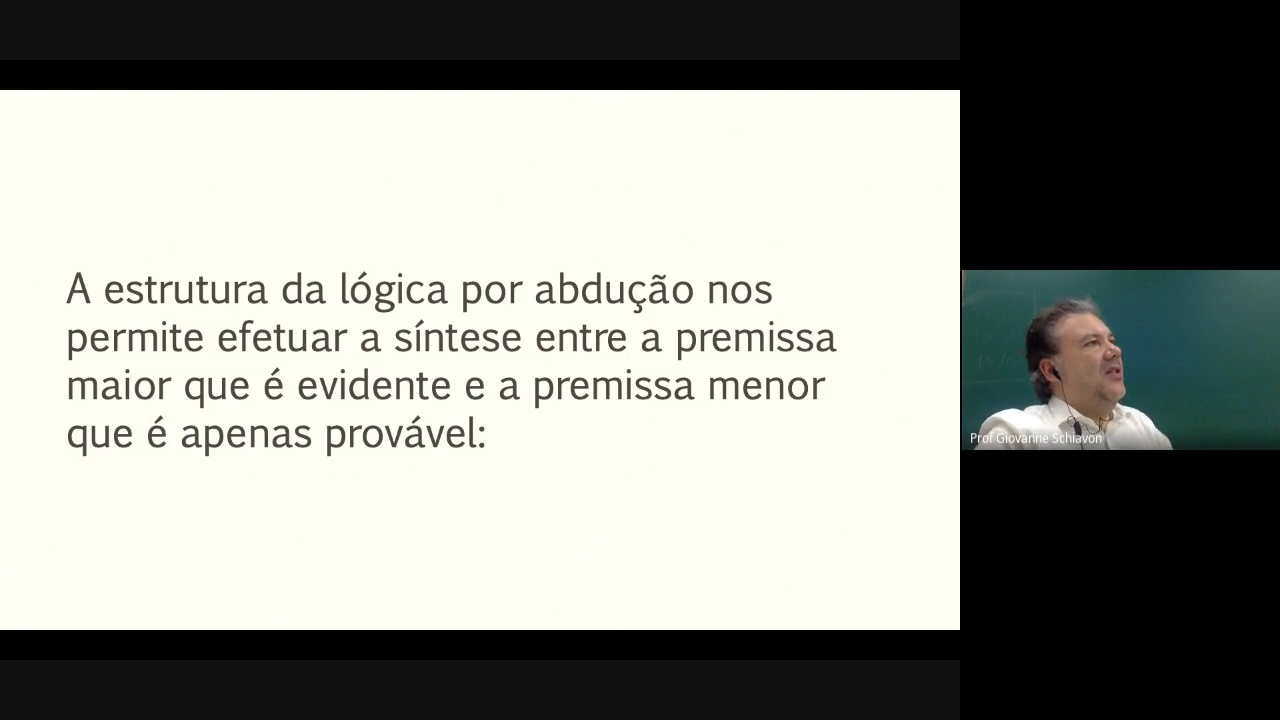 A estrutura da lógica por abdução nos
permite efetuar a síntese entre a premissa
maior que é evidente e a premissa menor
que é apenas provável:
Prof Giovanne Schiavon